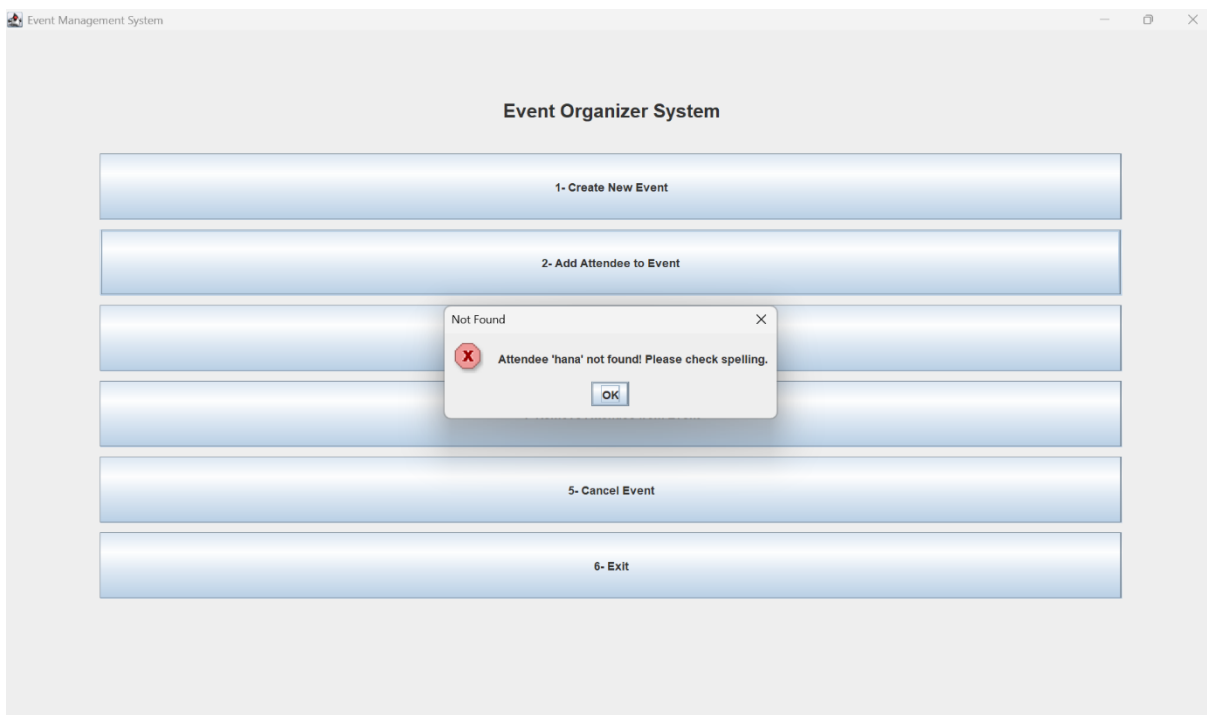 Event Management System
Event Organizer System
1- Create New Event
2- Add Attendee to Event
Not Found
Attendee 'hana' not found! Please check spelling.
OK
5- Cancel Event
6- Exit